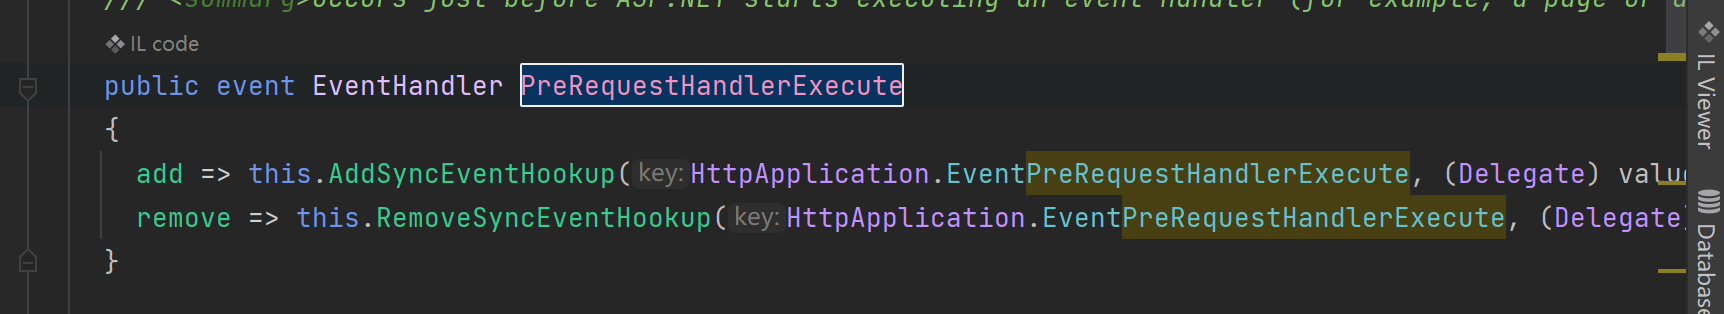 /// <summary>Occurs just before ASP.NET starts executing an event handler (for example, a page or a
IL code
public event EventHandler PreRequestHandlerExecute
{
add => this.AddSyncEventHookup(key:HttpApplication.EventPreRequestHandlerExecute, (Delegate) valu
remove => this.RemoveSyncEventHookup(key:HttpApplication.EventPreRequestHandlerExecute, (Delegate)
}
IL Viewer
Database